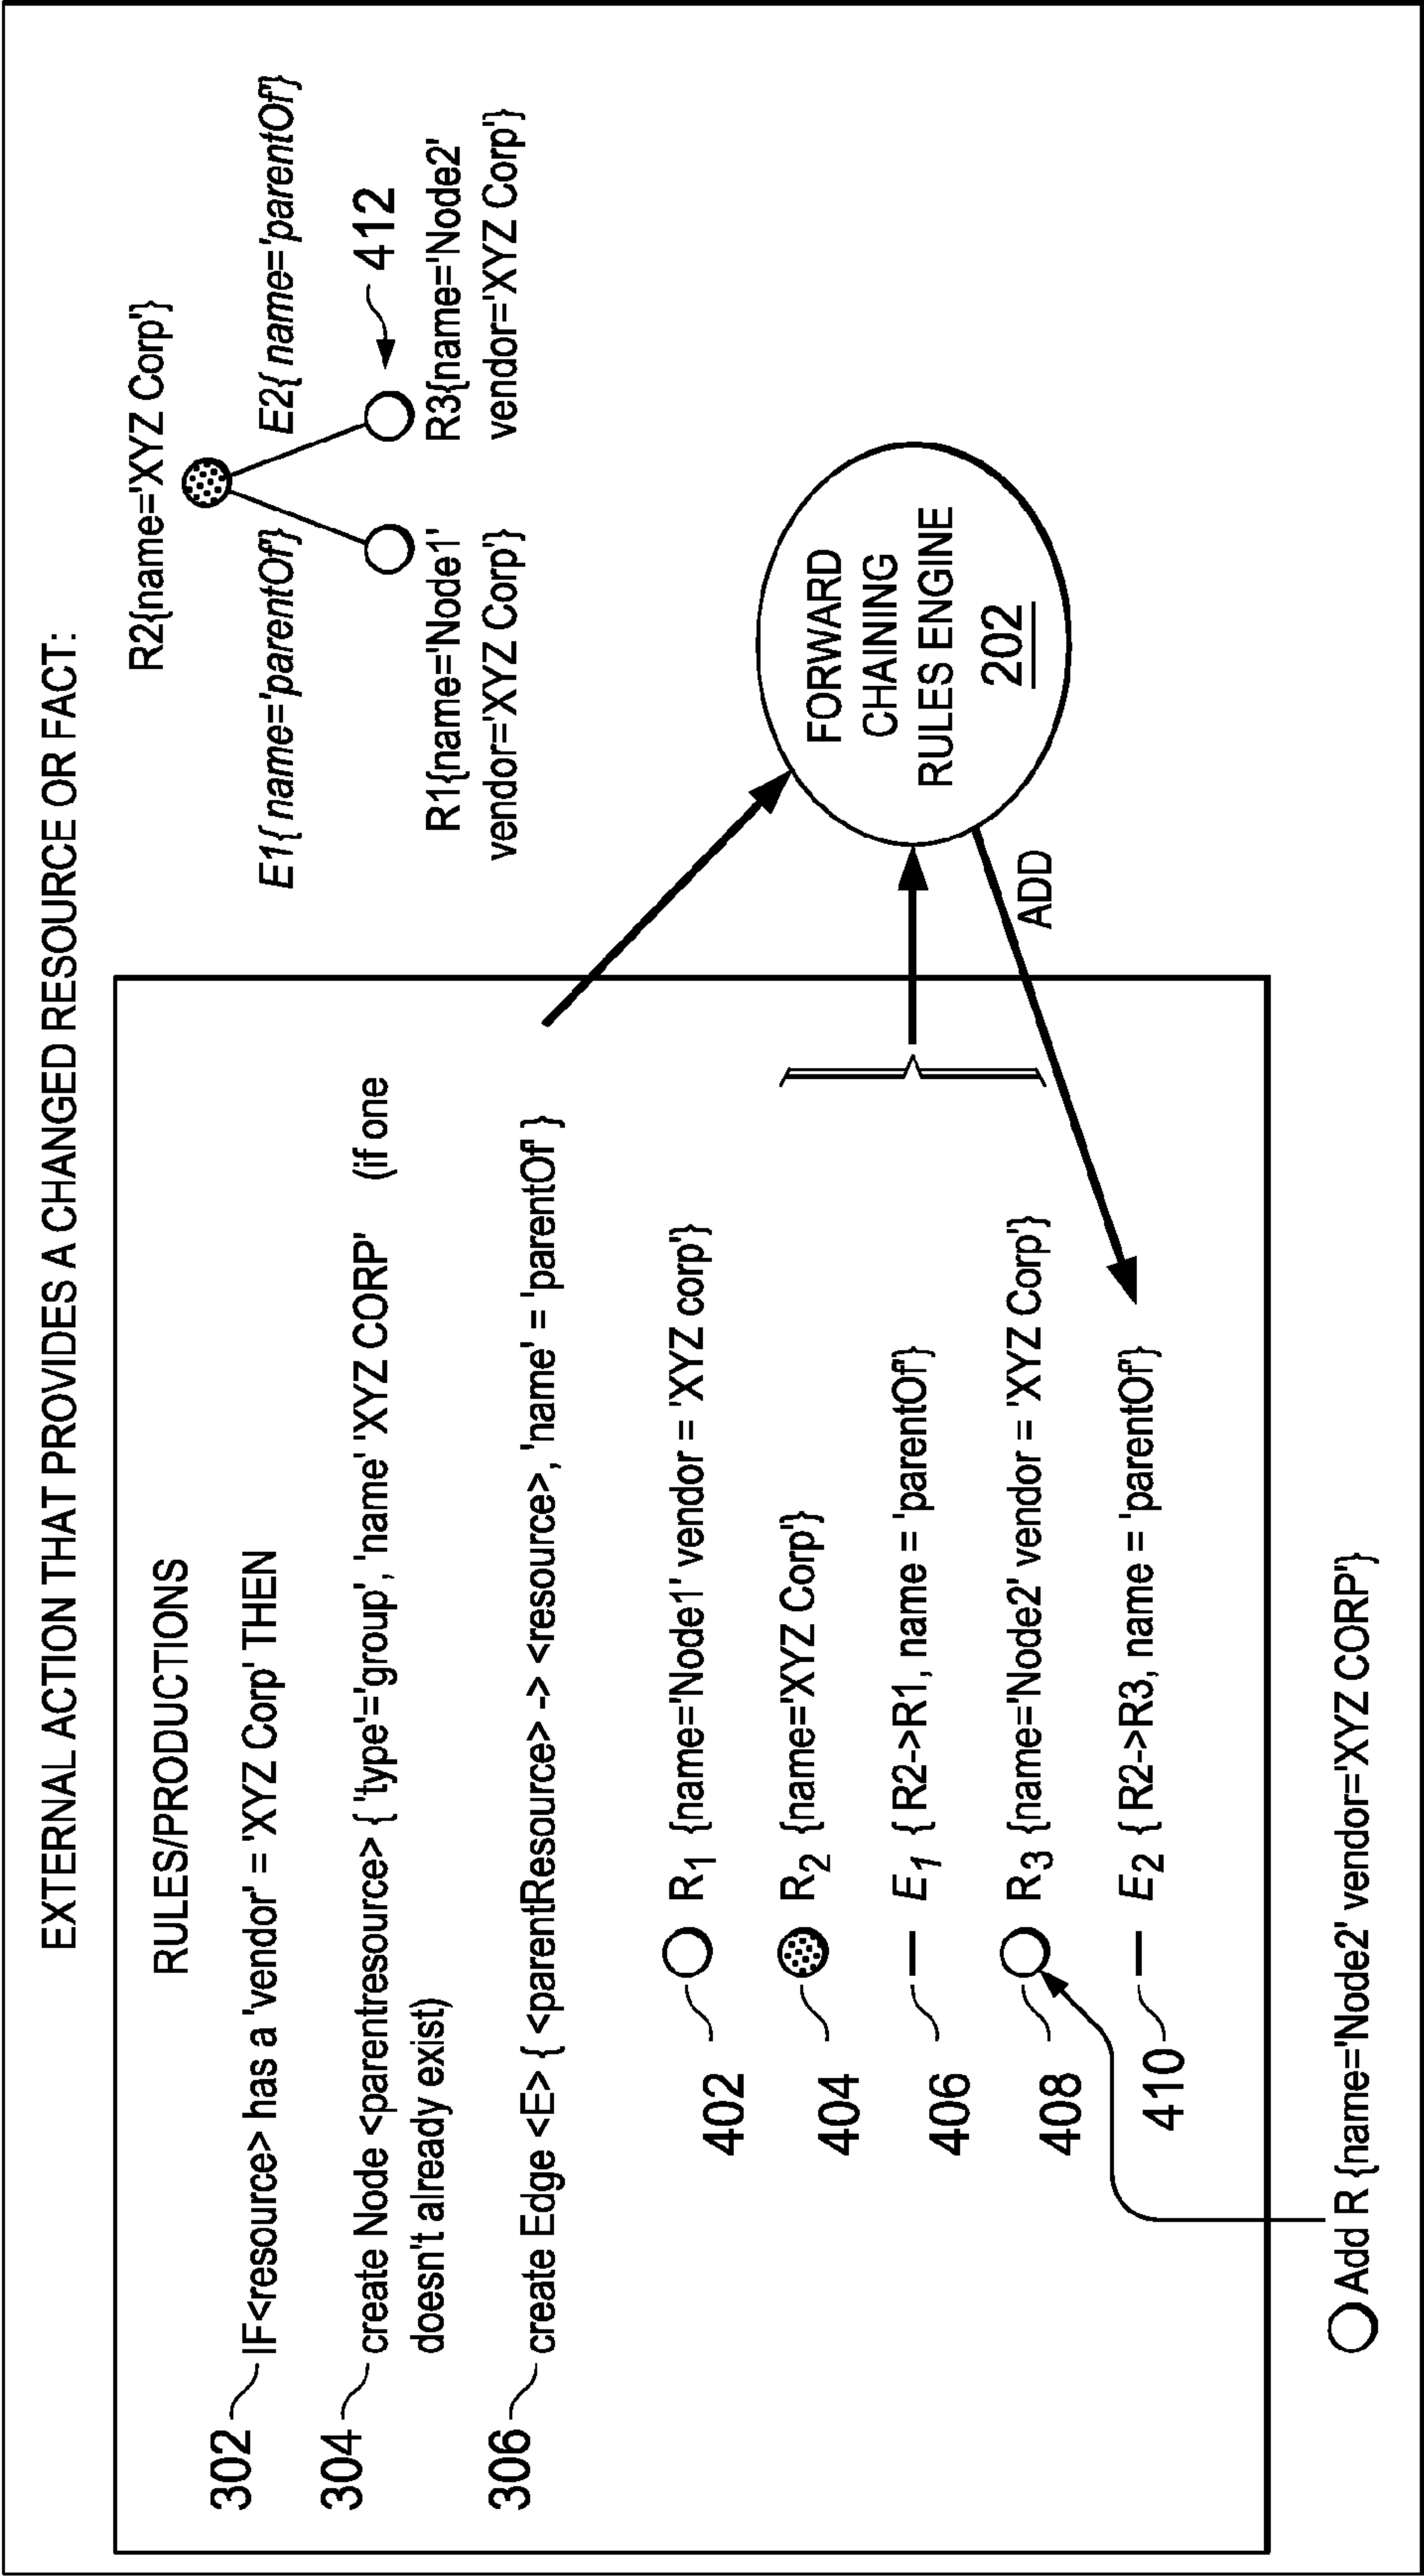 EXTERNAL ACTION THAT PROVIDES A CHANGED RESOURCE OR FACT:
RULES/PRODUCTIONS
302
IF<resource> has a 'vendor' = 'XYZ Corp' THEN
304
create Node <parentresource> { 'type'='group', 'name' 'XYZ CORP' (if one
doesn't already exist)
306
create Edge <E> { <parentResource> -> <resource>, 'name' = 'parentOf' }
402
R1 {name='Node1' vendor = 'XYZ corp'}
404
R2 {name='XYZ Corp'}
406
E1 { R2->R1, name = 'parentOf'}
408
R3 {name='Node2' vendor = 'XYZ Corp'}
410
E2 { R2->R3, name = 'parentOf'}
Add R {name='Node2' vendor='XYZ CORP'}
R2{name='XYZ Corp'}
E1{ name='parentOf'}
E2{ name='parentOf'}
412
R1{name='Node1'
vendor='XYZ Corp'}
R3{name='Node2'
vendor='XYZ Corp'}
FORWARD
CHAINING
RULES ENGINE
202
ADD